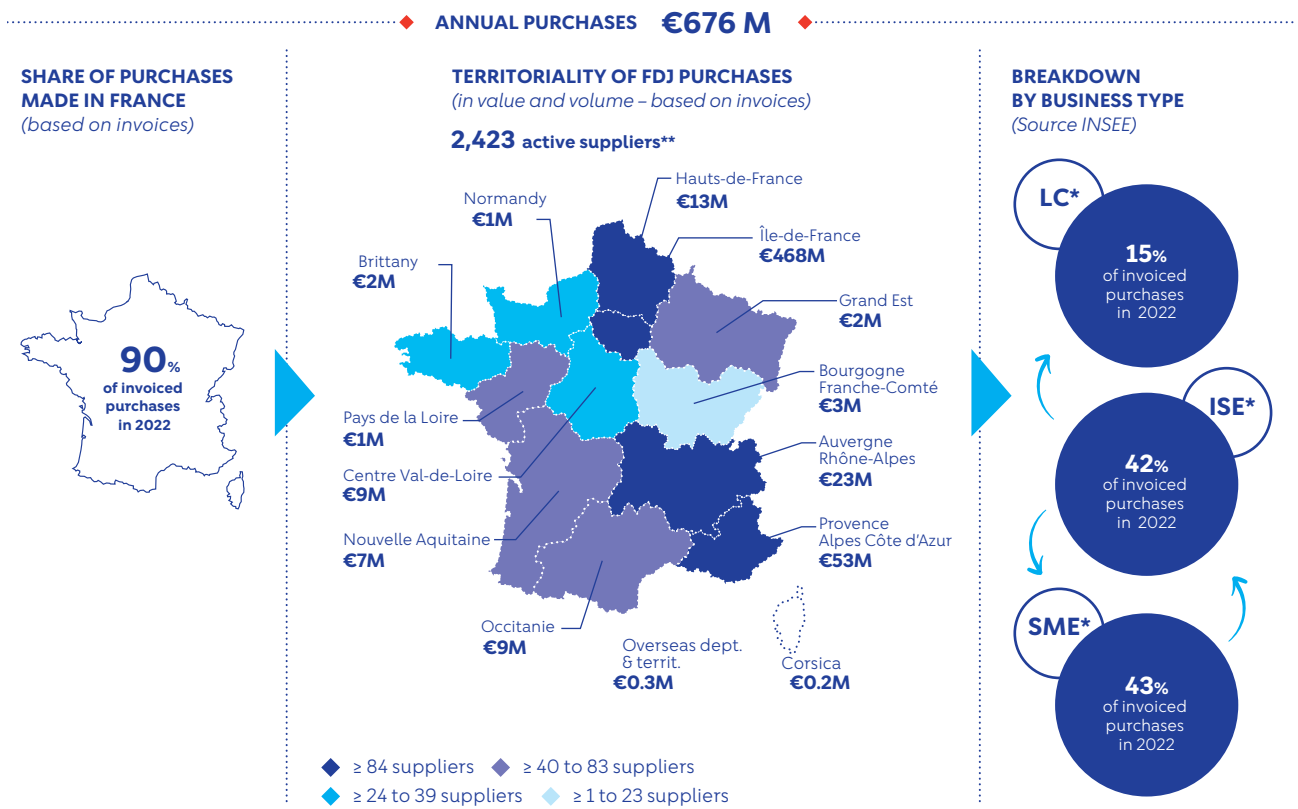 ANNUAL PURCHASES €676 M
SHARE OF PURCHASES
MADE IN FRANCE
(based on invoices)
90%
of invoiced
purchases
in 2022
TERRITORIALITY OF FDJ PURCHASES
(in value and volume – based on invoices)
2,423 active suppliers**
Hauts-de-France
€13M
Normandy
€1M
Île-de-France
€468M
Brittany
€2M
Grand Est
€2M
Bourgogne
Franche-Comté
€3M
Pays de la Loire
€1M
Auvergne
Rhône-Alpes
€23M
Centre Val-de-Loire
€9M
Provence
Alpes Côte d'Azur
€53M
Nouvelle Aquitaine
€7M
Occitanie
€9M
Overseas dept.
& territ.
€0.3M
Corsica
€0.2M
≥ 84 suppliers
≥ 40 to 83 suppliers
≥ 24 to 39 suppliers
≥ 1 to 23 suppliers
BREAKDOWN
BY BUSINESS TYPE
(Source INSEE)
LC*
15%
of invoiced
purchases
in 2022
ISE*
42%
of invoiced
purchases
in 2022
SME*
43%
of invoiced
purchases
in 2022